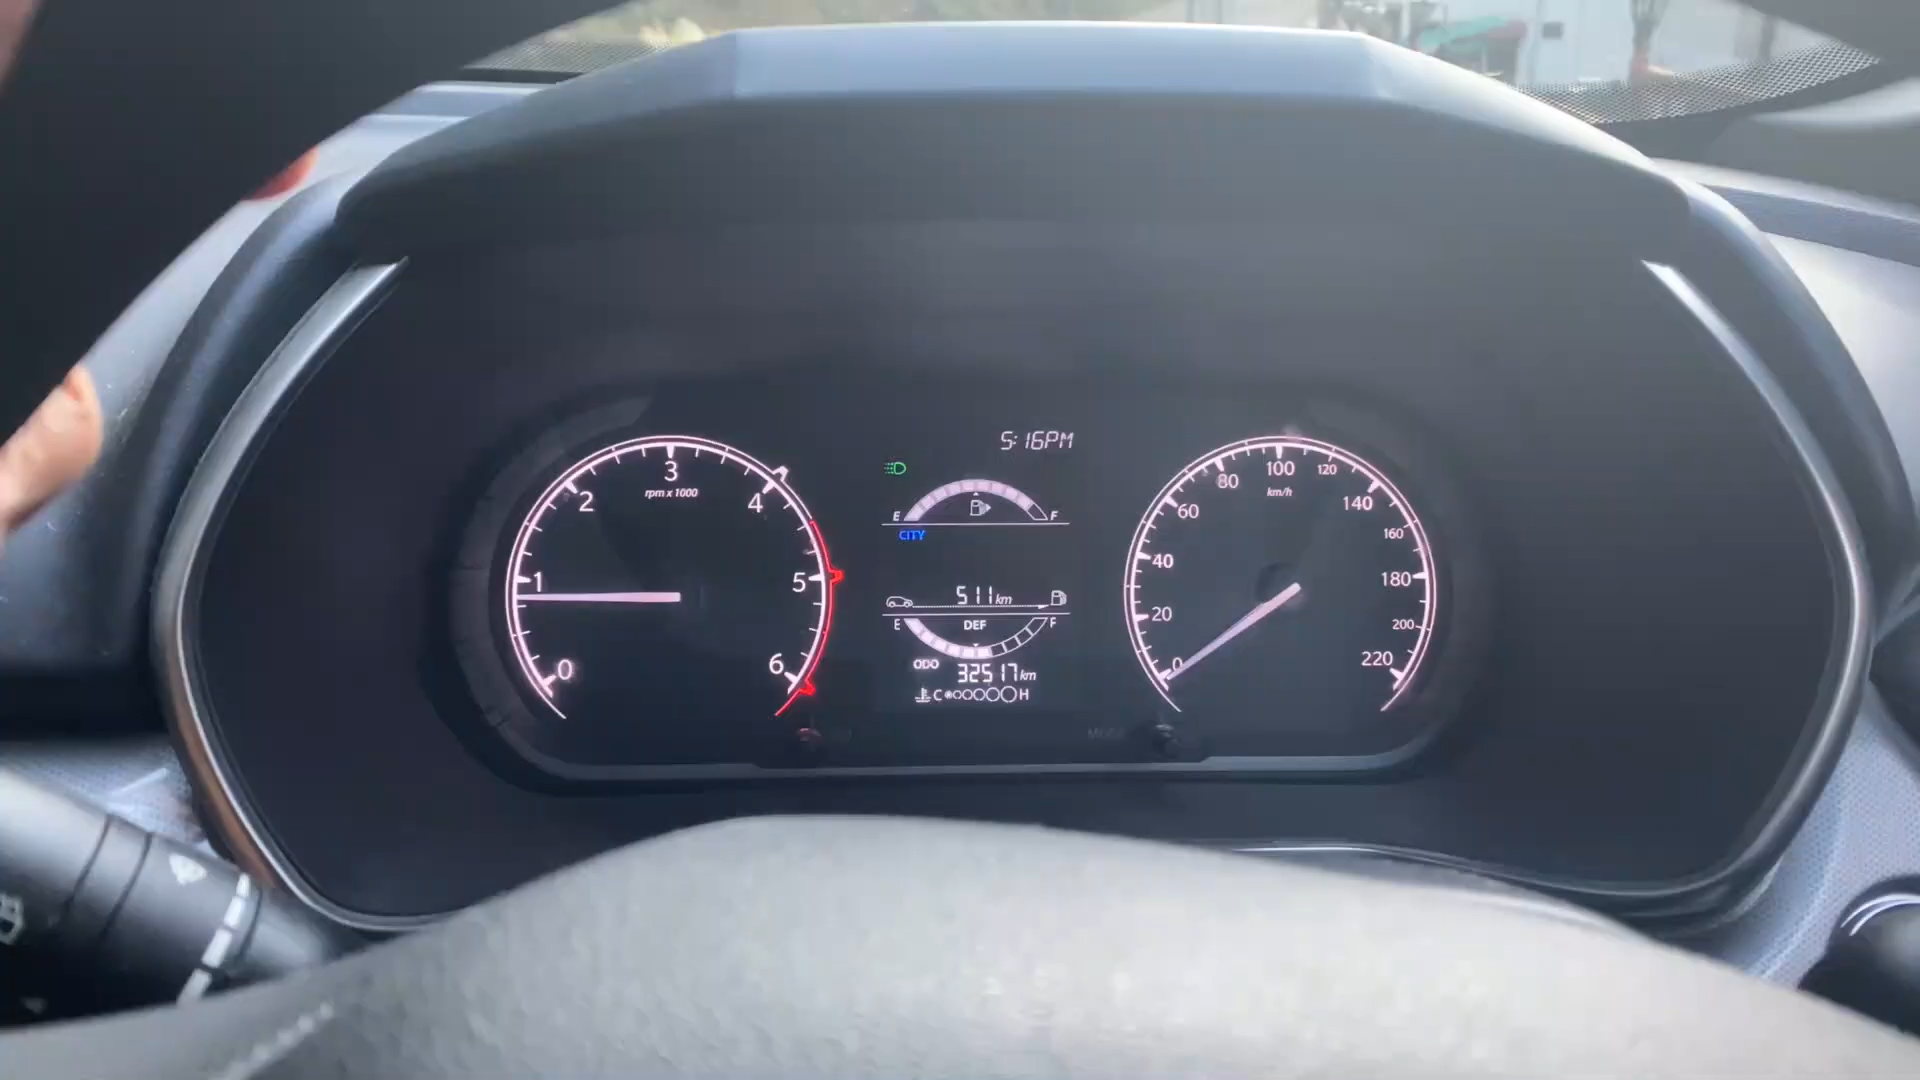 5:16PM
E F
CITY
511km
E DEF F
ODO 32517km
C H
0 1 2 3 4 5 6
rpm x 1000
0 20 40 60 80 100 120 140 160 180 200 220
km/h